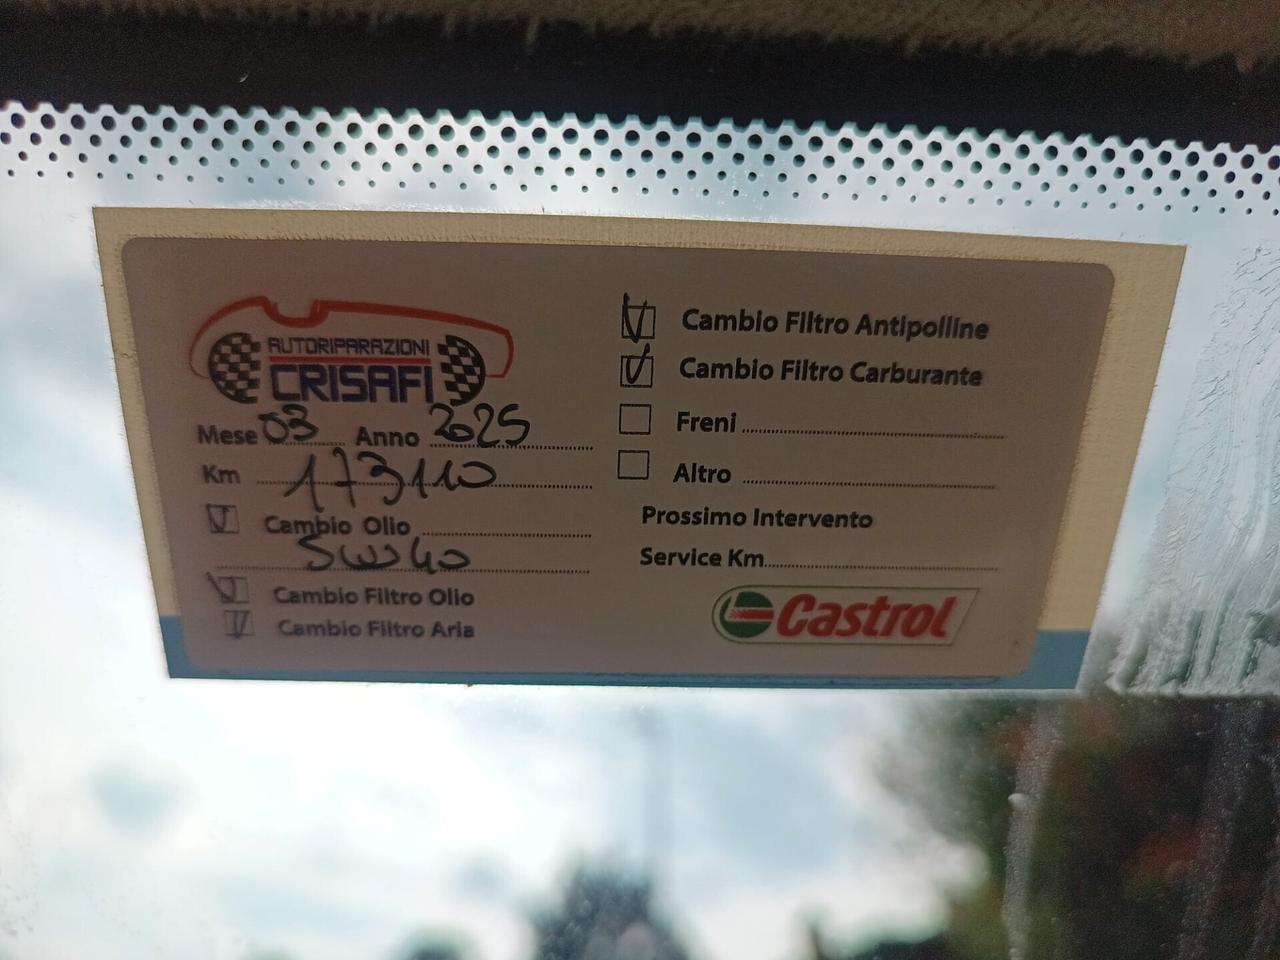 AUTORIPARAZIONI
CRISAFI
Mese 03 Anno 2025
Km 173110
Cambio Olio
5W40
Cambio Filtro Olio
Cambio Filtro Aria
Cambio Filtro Antipolline
Cambio Filtro Carburante
Freni
Altro
Prossimo Intervento
Service Km
Castrol